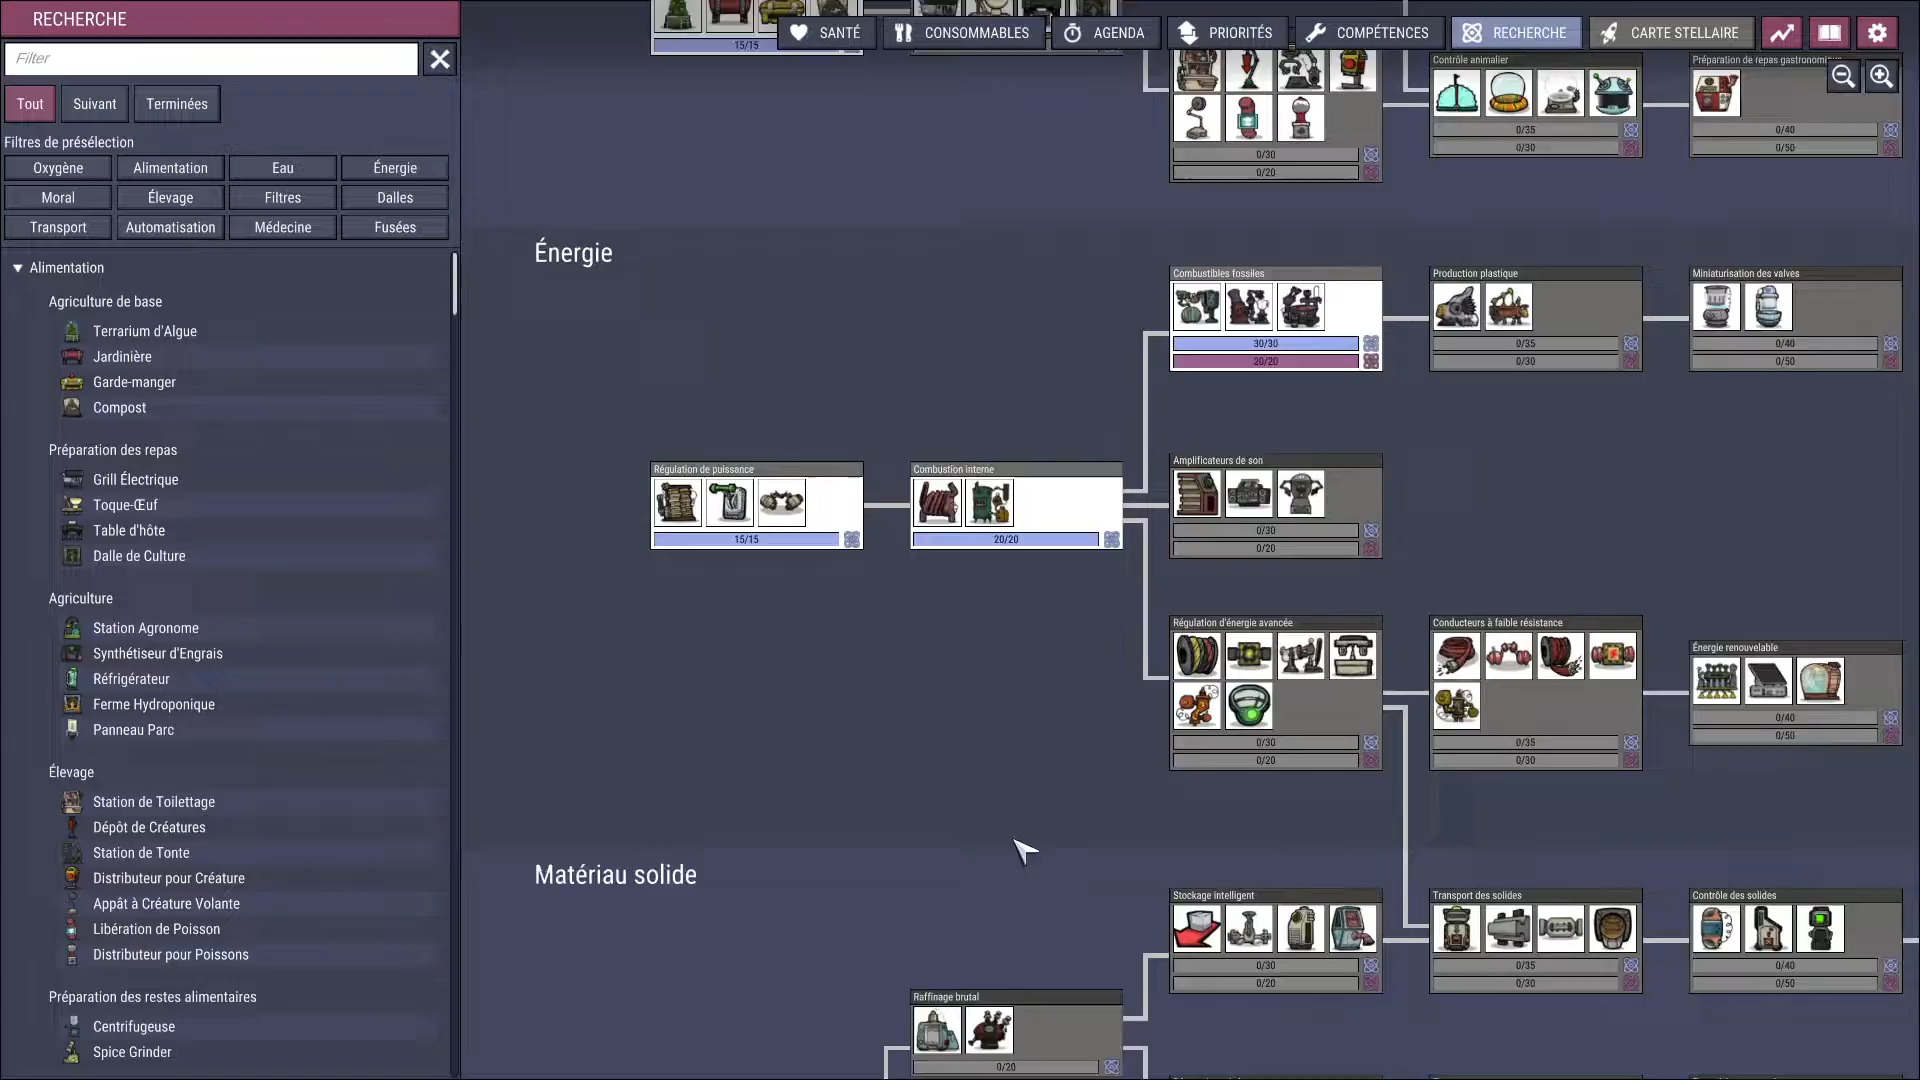 RECHERCHE
Filter
Tout
Suivant
Terminées
Filtres de présélection
Oxygène
Alimentation
Eau
Énergie
Moral
Élevage
Filtres
Dalles
Transport
Automatisation
Médecine
Fusées
Alimentation
Agriculture de base
Terrarium d'Algue
Jardinière
Garde-manger
Compost
Préparation des repas
Grill Électrique
Toque-Œuf
Table d'hôte
Dalle de Culture
Agriculture
Station Agronome
Synthétiseur d'Engrais
Réfrigérateur
Ferme Hydroponique
Panneau Parc
Élevage
Station de Toilettage
Dépôt de Créatures
Station de Tonte
Distributeur pour Créature
Appât à Créature Volante
Libération de Poisson
Distributeur pour Poissons
Préparation des restes alimentaires
Centrifugeuse
Spice Grinder
SANTÉ
CONSOMMABLES
AGENDA
PRIORITÉS
COMPÉTENCES
RECHERCHE
CARTE STELLAIRE
15/15
0/30
0/20
Contrôle animalier
0/35
0/30
Préparation de repas gastronomique
0/40
0/50
Énergie
Combustibles fossiles
30/30
20/20
Production plastique
0/35
0/30
Miniaturisation des valves
0/40
0/50
Régulation de puissance
15/15
Combustion interne
20/20
Amplificateurs de son
0/30
0/20
Régulation d'énergie avancée
0/30
0/20
Conducteurs à faible résistance
0/35
0/30
Énergie renouvelable
0/40
0/50
Matériau solide
Stockage intelligent
0/30
0/20
Transport des solides
0/35
0/30
Contrôle des solides
0/40
0/50
Raffinage brutal
0/20